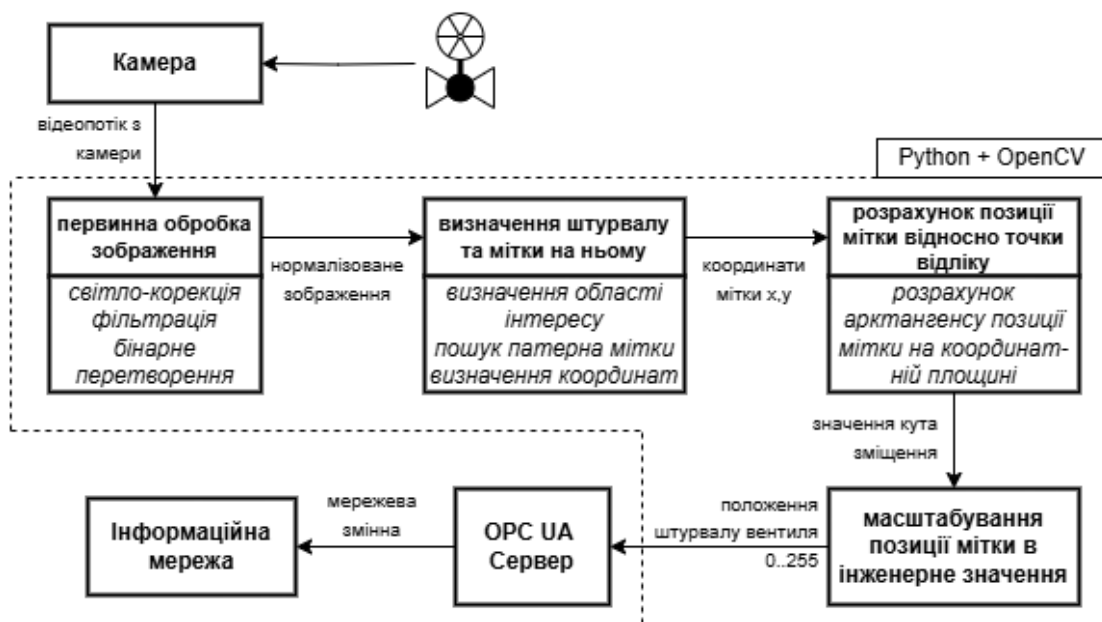 Камера
відеопотік з
камери
Python + OpenCV
первинна обробка
зображення
світло-корекція
фільтрація
бінарне
перетворення
нормалізоване
зображення
визначення штурвалу
та мітки на ньому
визначення області
інтересу
пошук патерна мітки
визначення координат
координати
мітки x,y
розрахунок позиції
мітки відносно точки
відліку
розрахунок
арктангенсу позиції
мітки на координат-
ній площині
значення кута
зміщення
масштабування
позиції мітки в
інженерне значення
положення
штурвалу вентиля
0..255
OPC UA
Сервер
мережева
змінна
Інформаційна
мережа